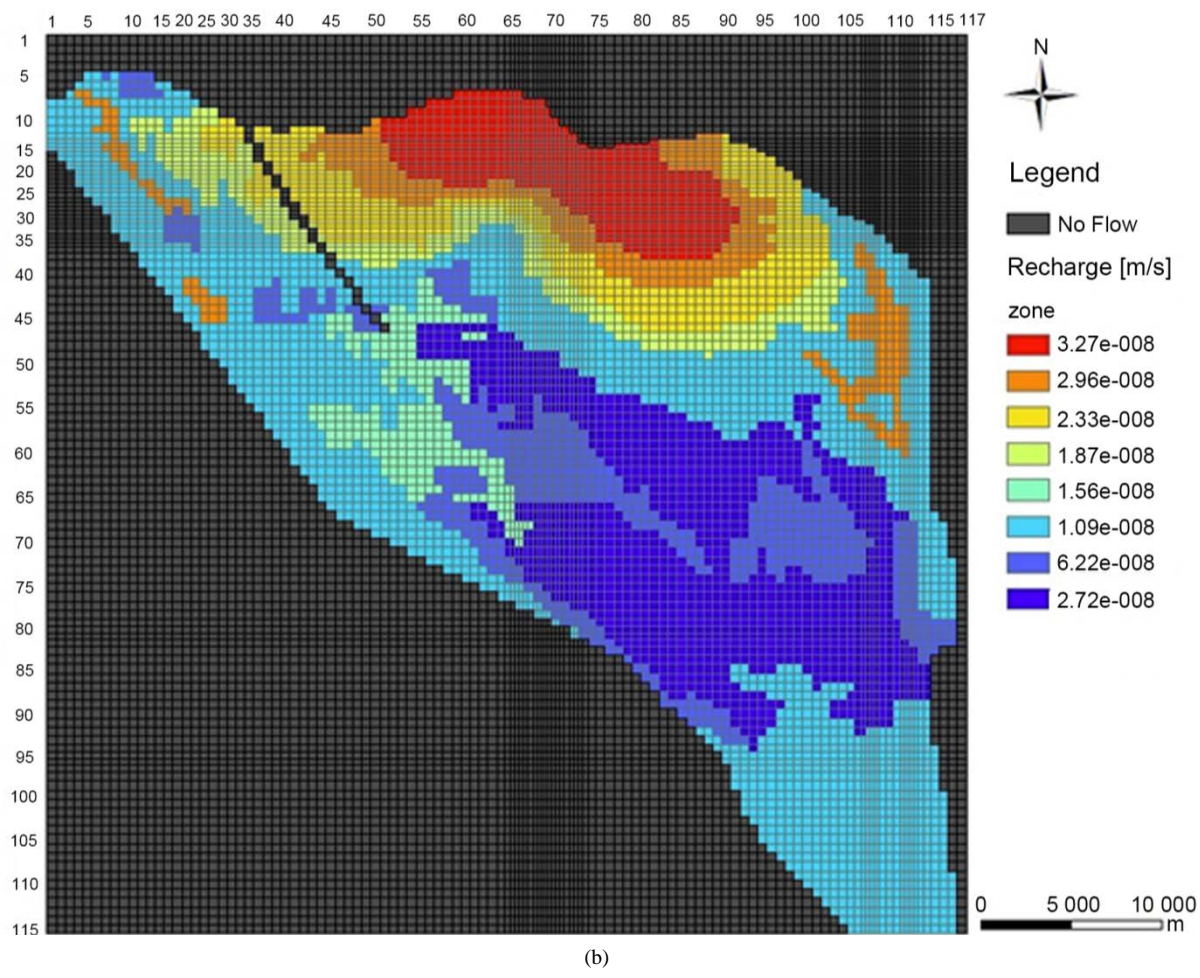 1 5 10 15 20 25 30 35 40 45 50 55 60 65 70 75 80 85 90 95 100 105 110 115 117
1
5
10
15
20
25
30
35
40
45
50
55
60
65
70
75
80
85
90
95
100
105
110
115
N
Legend
No Flow
Recharge [m/s]
zone
3.27e-008
2.96e-008
2.33e-008
1.87e-008
1.56e-008
1.09e-008
6.22e-008
2.72e-008
0 5 000 10 000
m
(b)